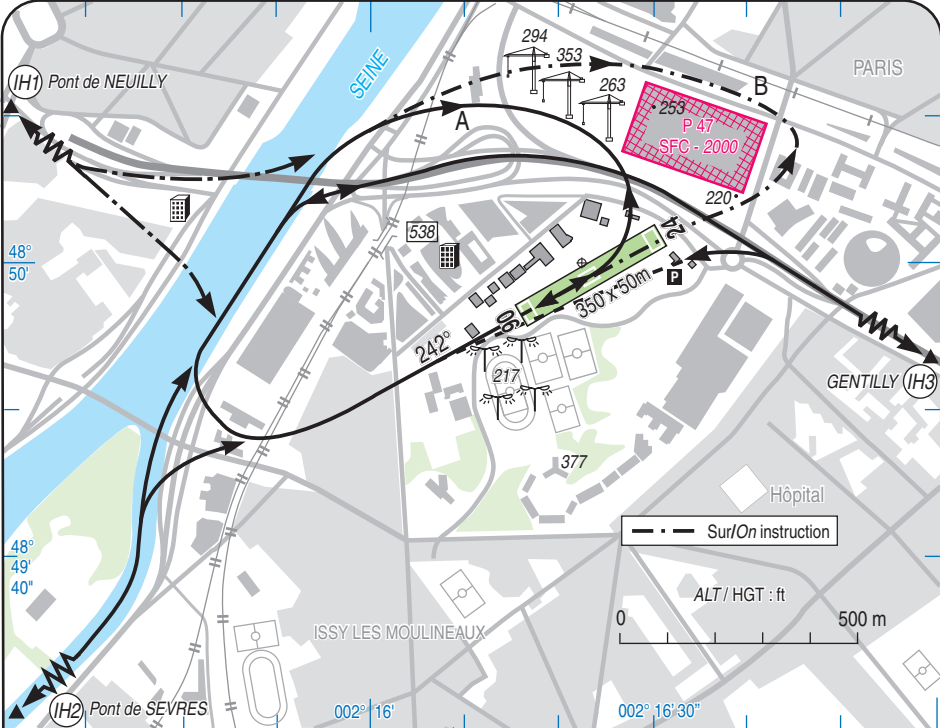 294
353
263
SEINE
PARIS
IH1 Pont de NEUILLY
A
B
253
P 47
SFC - 2000
220
538
24
P
350 x 50m
06
242°
217
377
48°
50'
GENTILLY IH3
Hôpital
Sur/On instruction
48°
49'
40"
ALT / HGT : ft
0 500 m
ISSY LES MOULINEAUX
IH2 Pont de SEVRES
002° 16'
002° 16' 30"